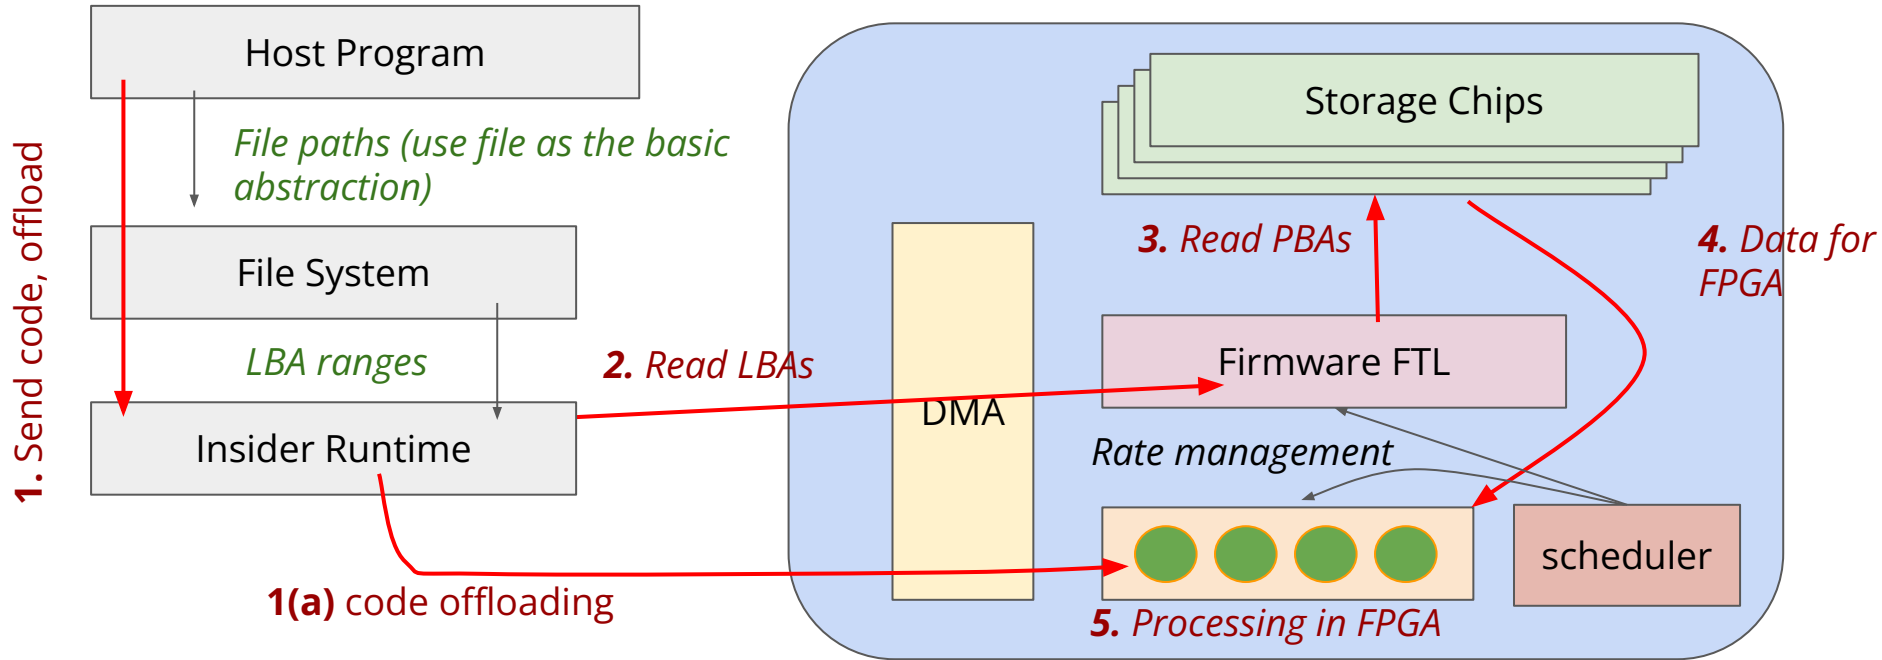 Host Program
File paths (use file as the basic
abstraction)
File System
LBA ranges
Insider Runtime
1. Send code, offload
1(a) code offloading
2. Read LBAs
DMA
Storage Chips
3. Read PBAs
4. Data for
FPGA
Firmware FTL
Rate management
scheduler
5. Processing in FPGA